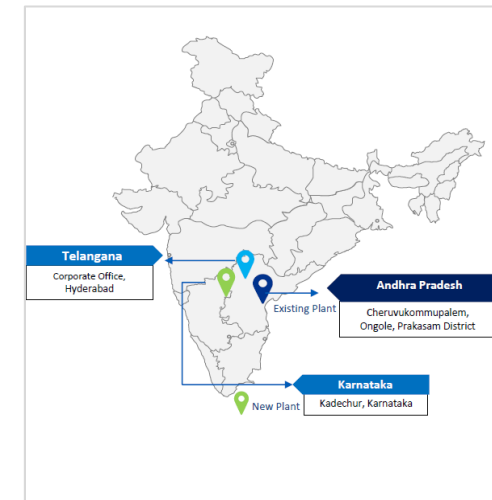 Telangana
Corporate Office,
Hyderabad
Existing Plant
Andhra Pradesh
Cheruvukommupalem,
Ongole, Prakasam District
Karnataka
Kadechur, Karnataka
New Plant